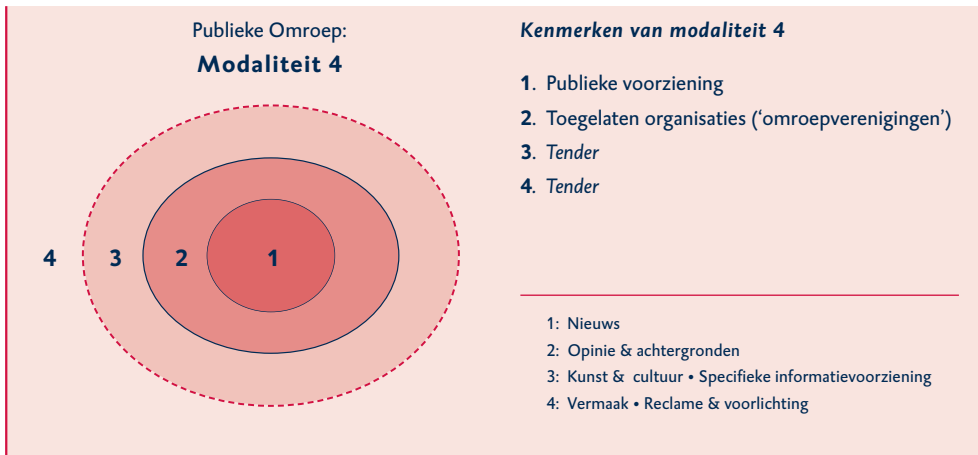 Publieke Omroep:
Modaliteit 4
4
3
2
1
Kenmerken van modaliteit 4
1. Publieke voorziening
2. Toegelaten organisaties (‘omroepverenigingen’)
3. Tender
4. Tender
1: Nieuws
2: Opinie & achtergronden
3: Kunst & cultuur • Specifieke informatievoorziening
4: Vermaak • Reclame & voorlichting